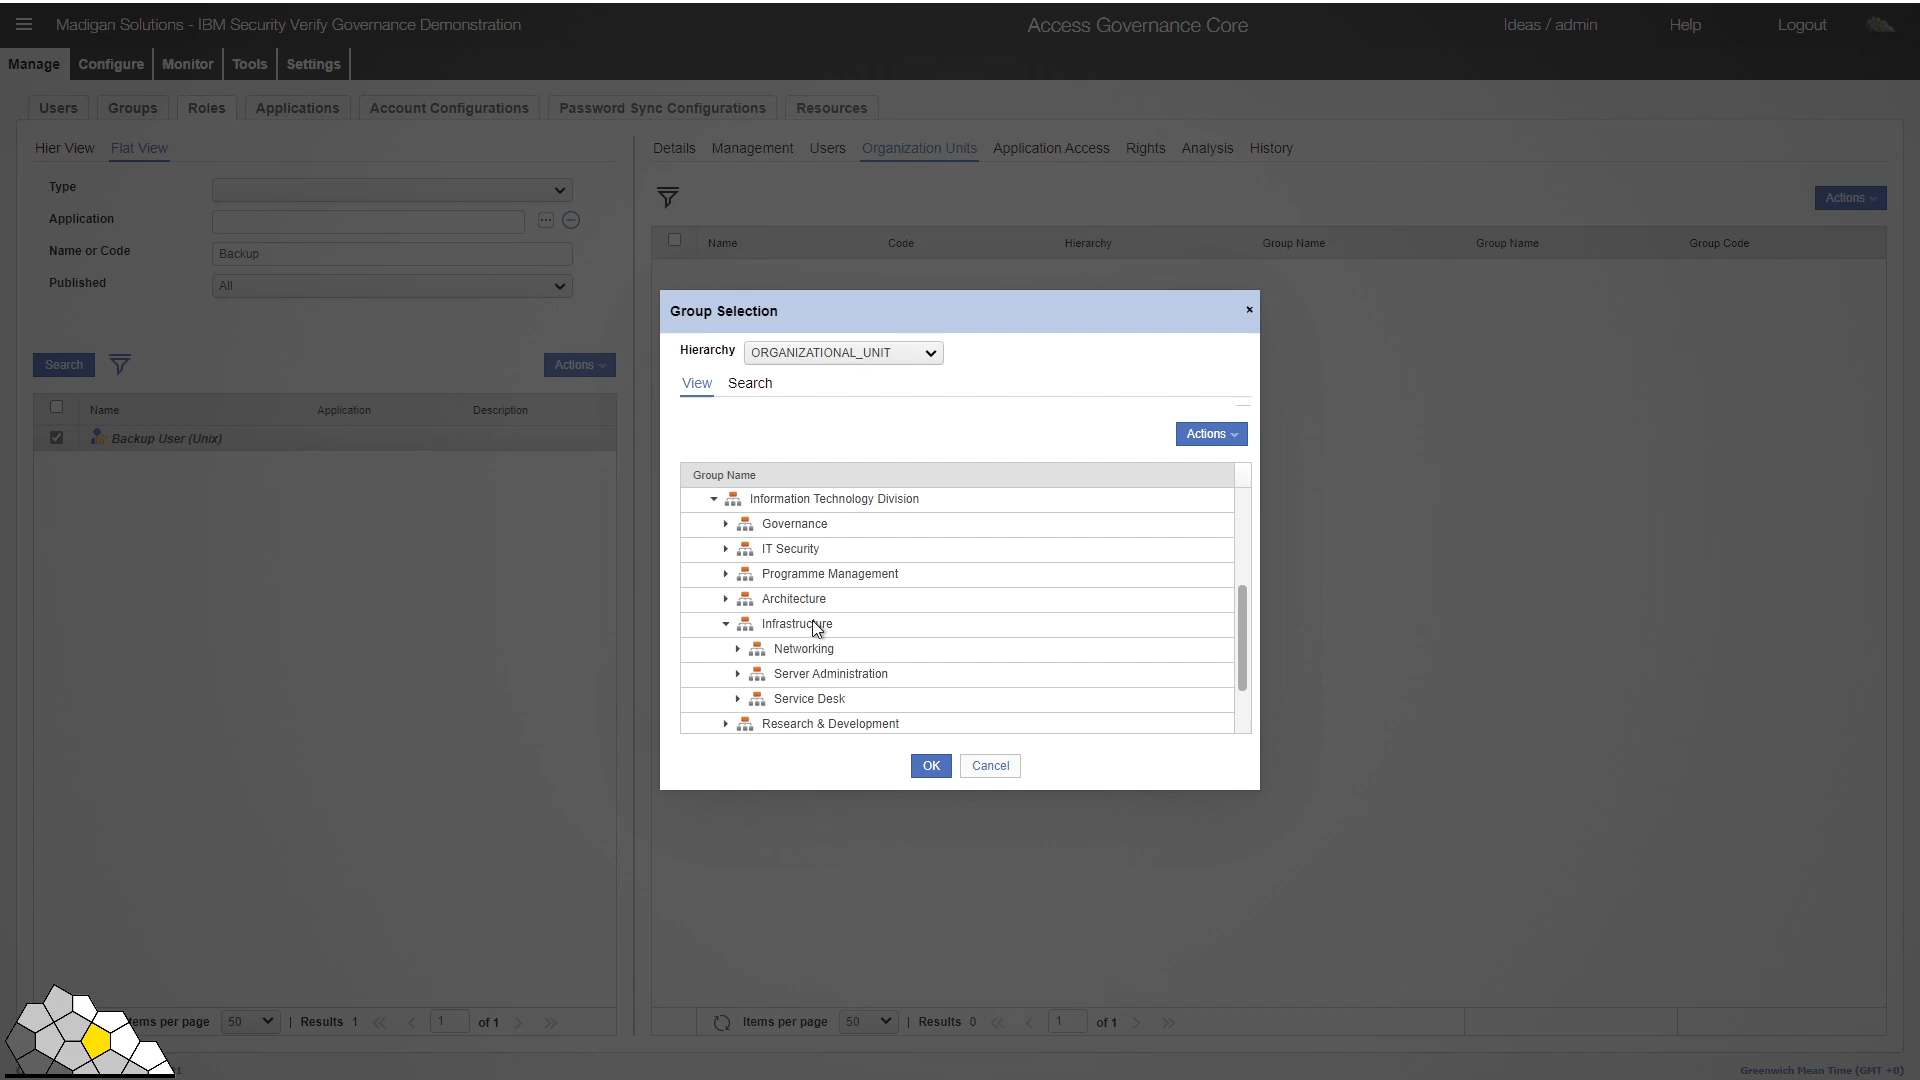 Madigan Solutions - IBM Security Verify Governance Demonstration
Access Governance Core
Ideas / admin
Help
Logout
Manage
Configure
Monitor
Tools
Settings
Users
Groups
Roles
Applications
Account Configurations
Password Sync Configurations
Resources
Hier View
Flat View
Type
Application
...
Name or Code
Backup
Published
All
Search
Actions
Name
Application
Description
Backup User (Unix)
Details
Management
Users
Organization Units
Application Access
Rights
Analysis
History
Actions
Name
Code
Hierarchy
Group Name
Group Name
Group Code
Group Selection
×
Hierarchy
ORGANIZATIONAL_UNIT
View
Search
Actions
Group Name
Information Technology Division
Governance
IT Security
Programme Management
Architecture
Infrastructure
Networking
Server Administration
Service Desk
Research & Development
OK
Cancel
Items per page
50
| Results 1
1
of 1
Items per page
50
| Results 0
1
of 1
Greenwich Mean Time (GMT +0)